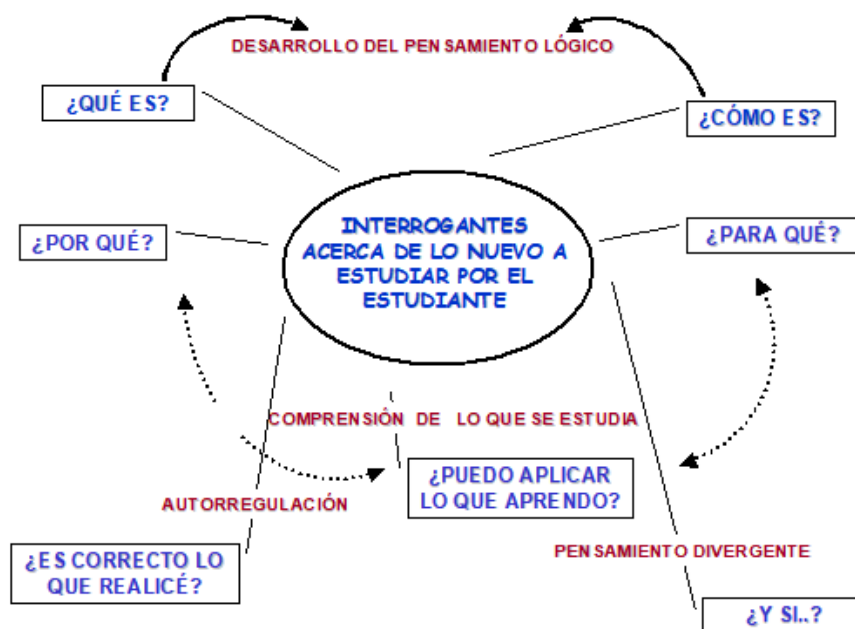 DESARROLLO DEL PENSAMIENTO LÓGICO
¿QUÉ ES?
¿CÓMO ES?
INTERROGANTES
ACERCA DE LO NUEVO A
ESTUDIAR POR EL
ESTUDIANTE
¿POR QUÉ?
¿PARA QUÉ?
COMPRENSIÓN DE LO QUE SE ESTUDIA
¿PUEDO APLICAR
LO QUE APRENDO?
AUTORREGULACIÓN
¿ES CORRECTO LO
QUE REALICÉ?
PENSAMIENTO DIVERGENTE
¿Y SI..?